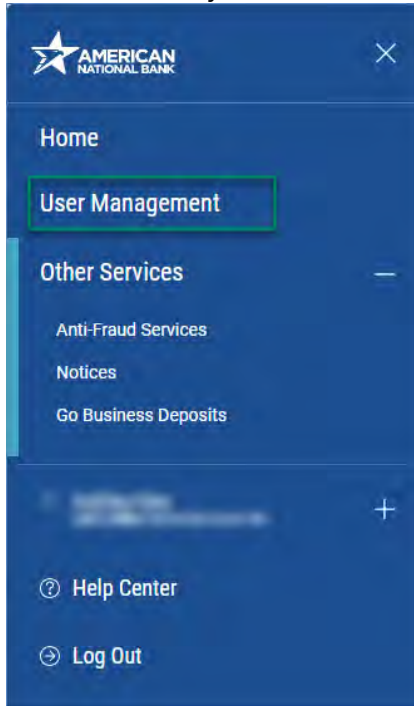 AMERICAN
NATIONAL BANK
Home
User Management
Other Services
Anti-Fraud Services
Notices
Go Business Deposits
Help Center
Log Out